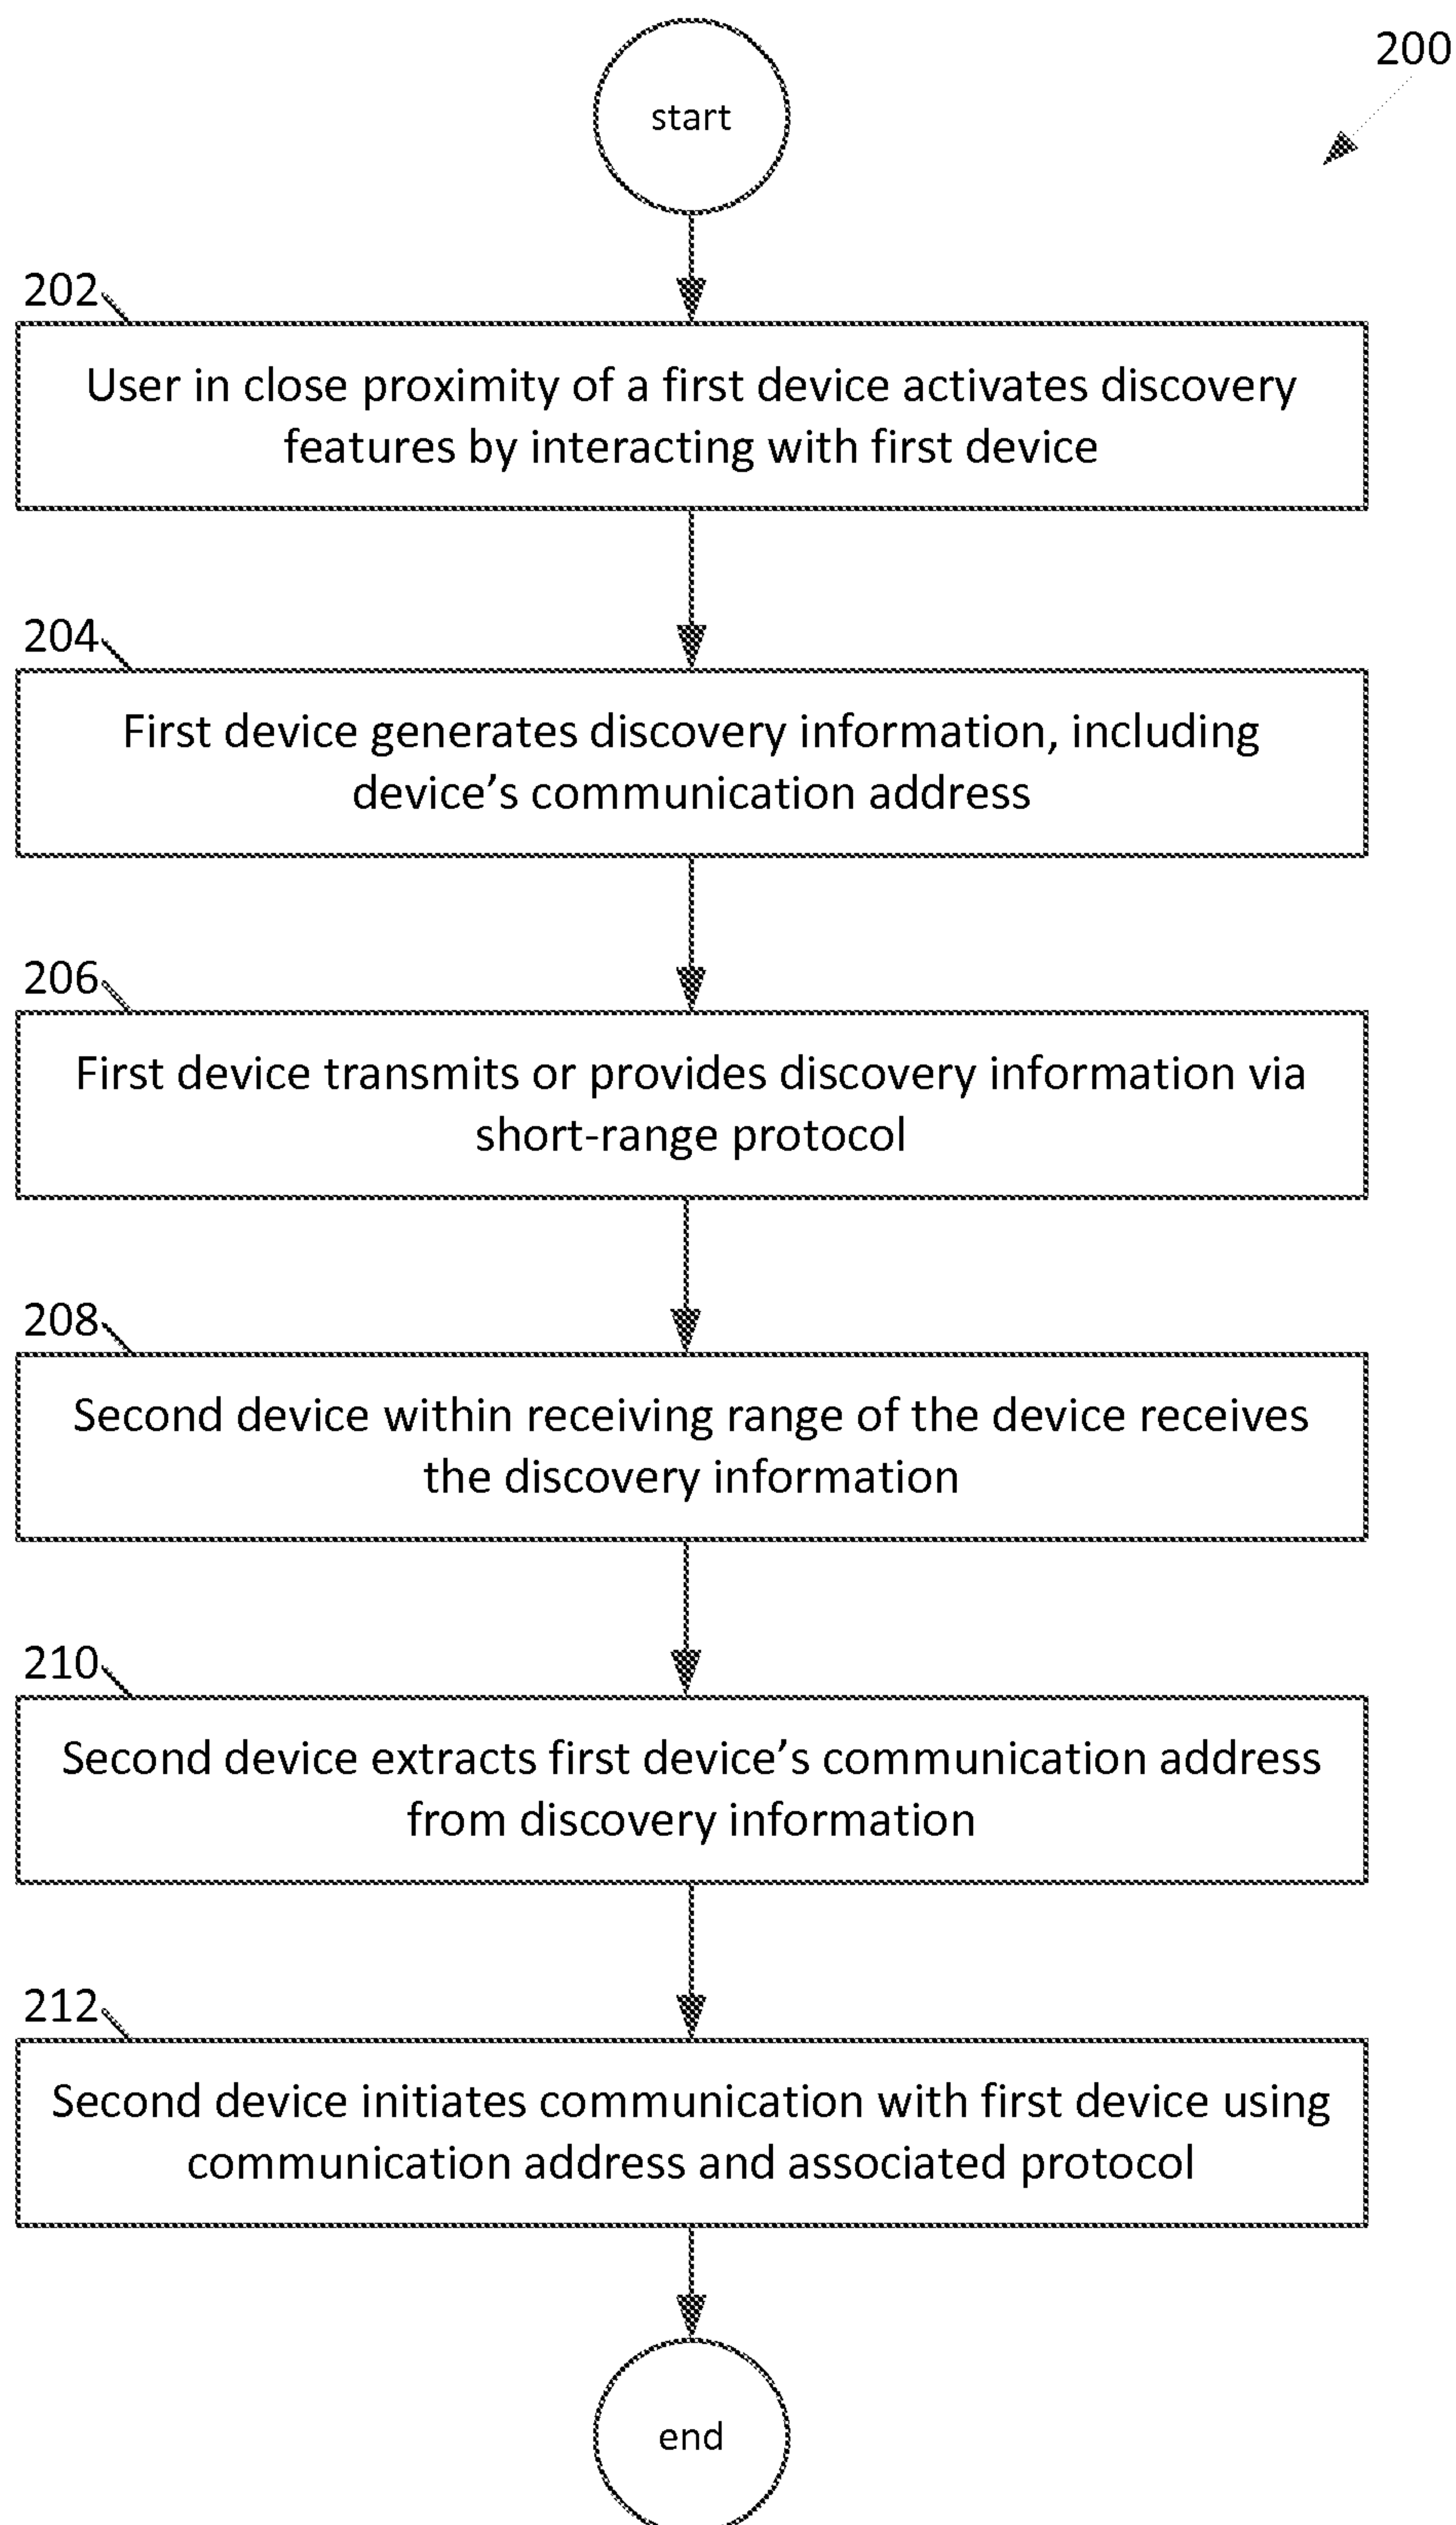 200
start
202
User in close proximity of a first device activates discovery
features by interacting with first device
204
First device generates discovery information, including
device’s communication address
206
First device transmits or provides discovery information via
short-range protocol
208
Second device within receiving range of the device receives
the discovery information
210
Second device extracts first device’s communication address
from discovery information
212
Second device initiates communication with first device using
communication address and associated protocol
end